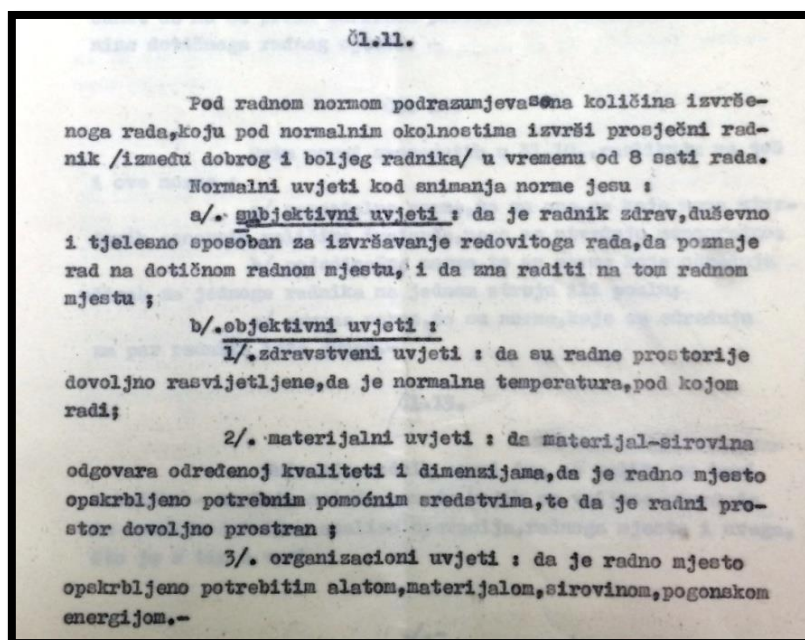 Čl.11.
Pod radnom normom podrazumjeva se ona količina izvrše-
noga rada,koju pod normalnim okolnostima izvrši prosječni rad-
nik /između dobrog i boljeg radnika/ u vremenu od 8 sati rada.
Normalni uvjeti kod snimanja norme jesu :
a/. subjektivni uvjeti : da je radnik zdrav,duševno
i tjelesno sposoban za izvršavanje redovitoga rada,da poznaje
rad na dotičnom radnom mjestu, i da zna raditi na tom radnom
mjestu ;
b/.objektivni uvjeti :
1/.zdravstveni uvjeti : da su radne prostorije
dovoljno rasvijetljene,da je normalna temperatura,pod kojom
radi;
2/. materijalni uvjeti : da materijal-sirovina
odgovara određenoj kvaliteti i dimenzijama,da je radno mjesto
opskrbljeno potrebnim pomoćnim sredstvima,te da je radni pro-
stor dovoljno prostran ;
3/. organizacioni uvjeti : da je radno mjesto
opskrbljeno potrebitim alatom,materijalom,sirovinom,pogonskom
energijom.-